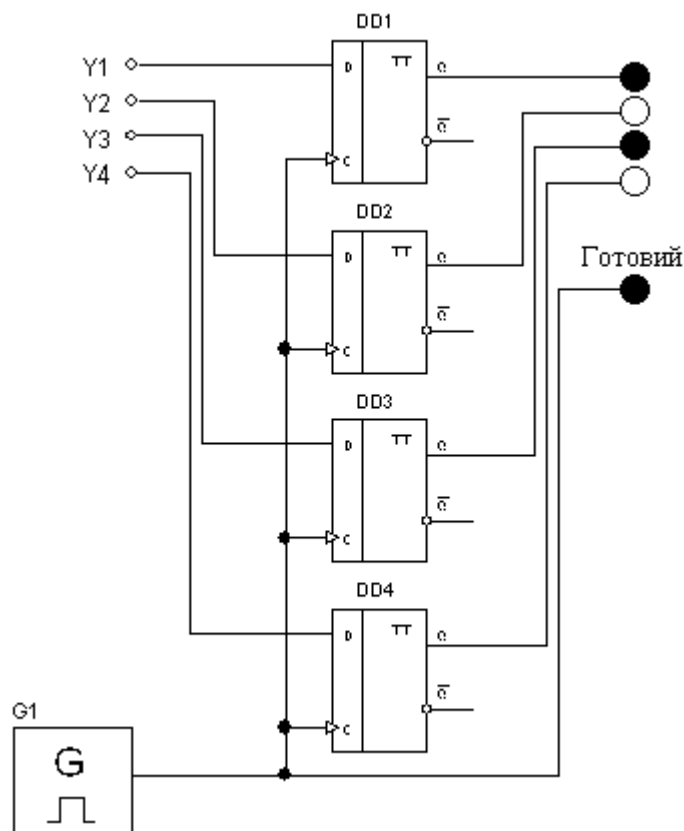 DD1
Y1
D TT Q
Y2
Q
Y3
C
Y4
DD2
D TT Q
Готовий
Q
C
DD3
D TT Q
Q
C
DD4
D TT Q
Q
C
G1
G